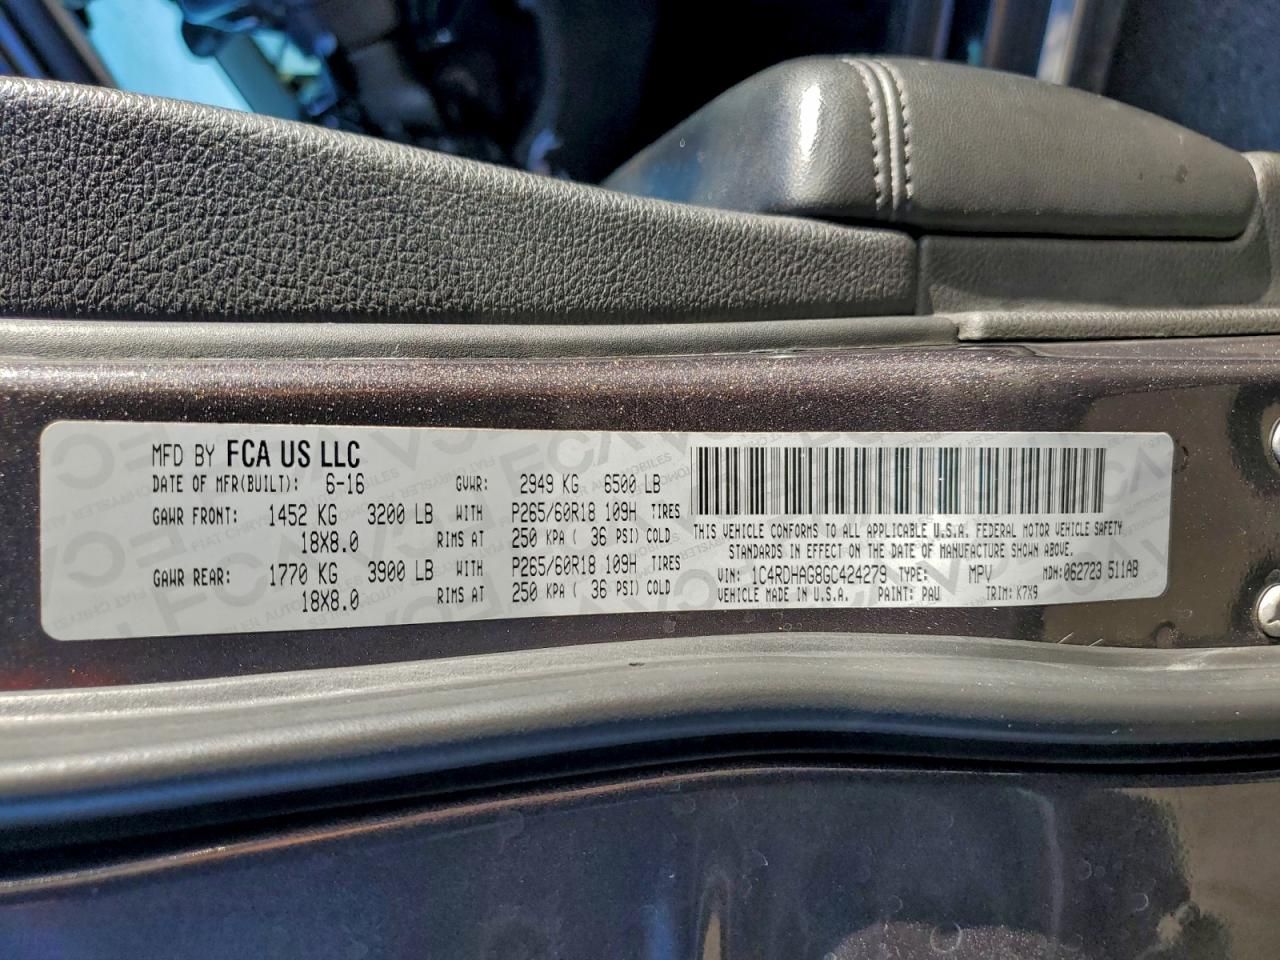 MFD BY FCA US LLC
DATE OF MFR(BUILT): 6-16 GVWR: 2949 KG 6500 LB
GAWR FRONT: 1452 KG 3200 LB WITH P265/60R18 109H TIRES
18X8.0 RIMS AT 250 KPA ( 36 PSI) COLD
GAWR REAR: 1770 KG 3900 LB WITH P265/60R18 109H TIRES
18X8.0 RIMS AT 250 KPA ( 36 PSI) COLD
THIS VEHICLE CONFORMS TO ALL APPLICABLE U.S.A. FEDERAL MOTOR VEHICLE SAFETY
STANDARDS IN EFFECT ON THE DATE OF MANUFACTURE SHOWN ABOVE.
VIN: 1C4RDHAG8GC424279 TYPE: MPV MDH:062723 511AB
VEHICLE MADE IN U.S.A. PAINT: PAU TRIM: K7X9